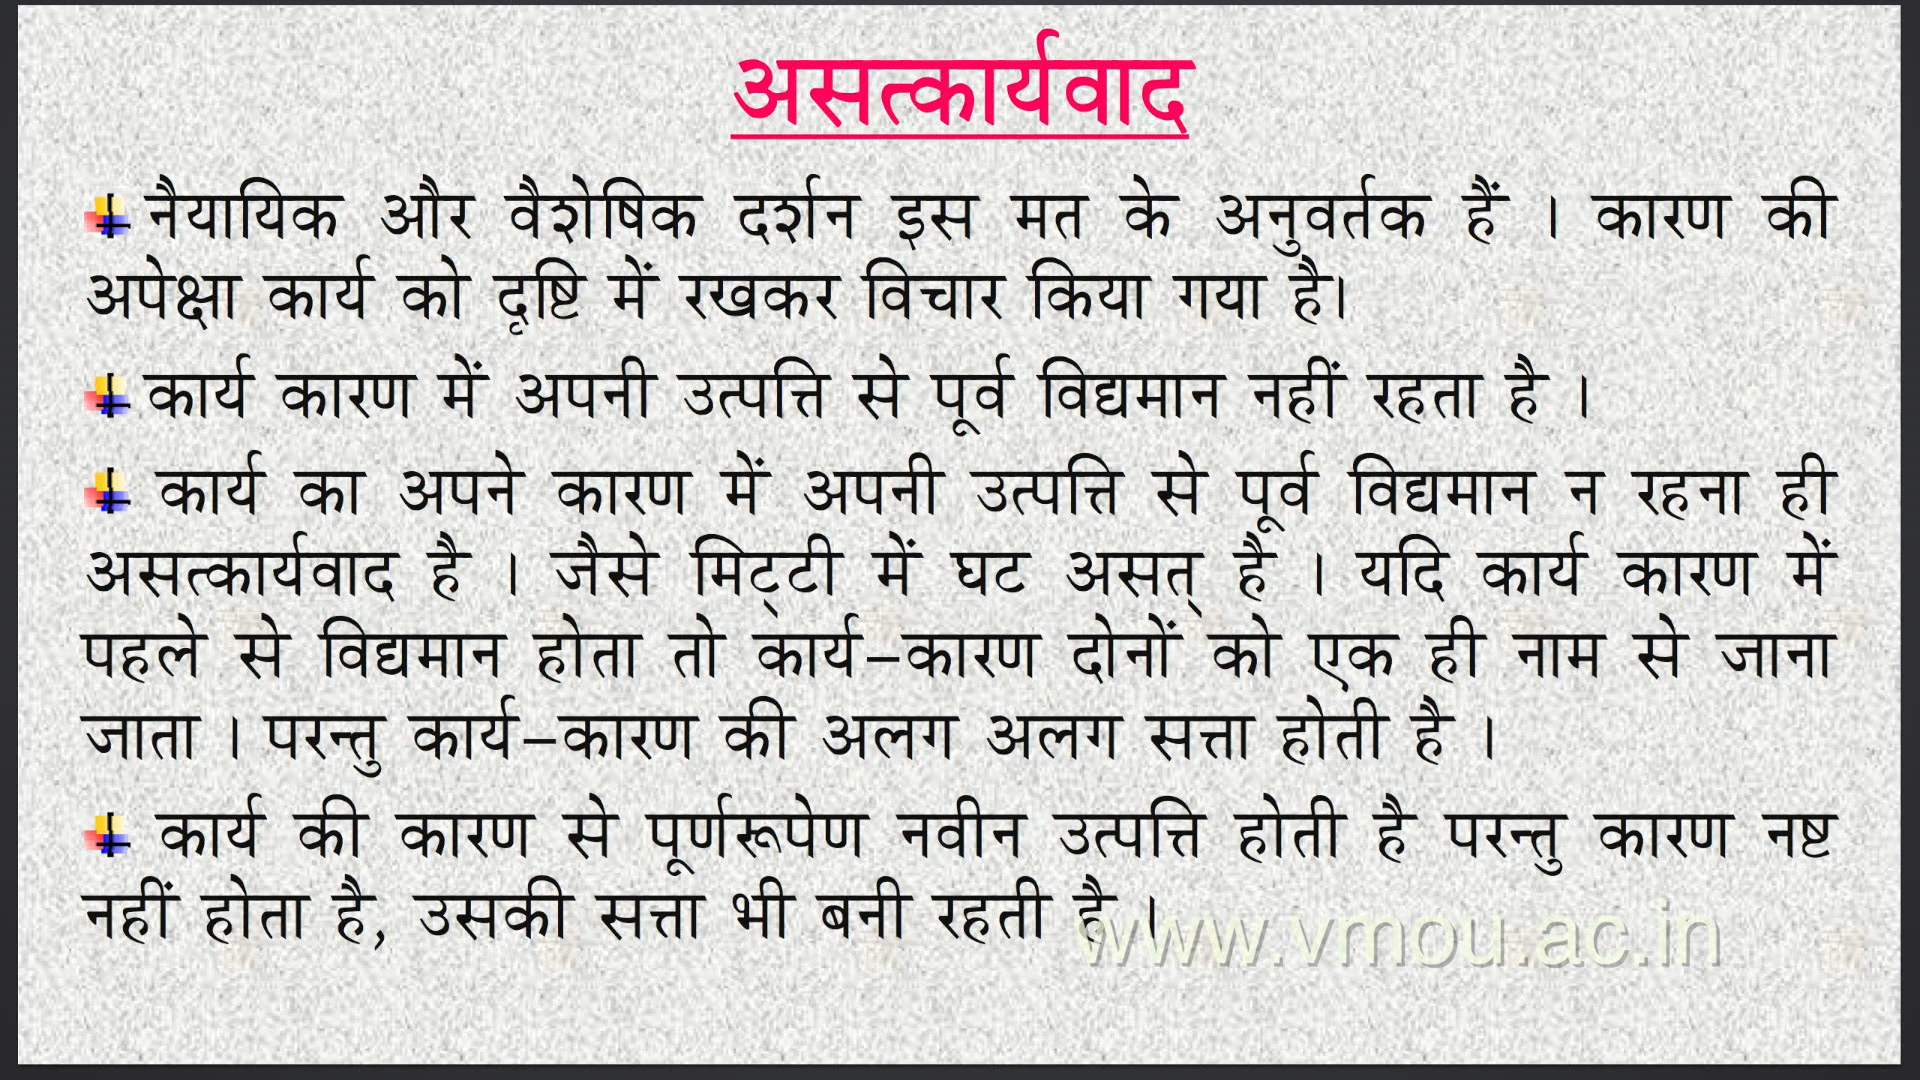 असत्कार्यवाद
नैयायिक और वैशेषिक दर्शन इस मत के अनुवर्तक हैं । कारण की
अपेक्षा कार्य को दृष्टि में रखकर विचार किया गया है।
कार्य कारण में अपनी उत्पत्ति से पूर्व विद्यमान नहीं रहता है ।
कार्य का अपने कारण में अपनी उत्पत्ति से पूर्व विद्यमान न रहना ही
असत्कार्यवाद है । जैसे मिट्टी में घट असत् है । यदि कार्य कारण में
पहले से विद्यमान होता तो कार्य–कारण दोनों को एक ही नाम से जाना
जाता । परन्तु कार्य–कारण की अलग अलग सत्ता होती है ।
कार्य की कारण से पूर्णरूपेण नवीन उत्पत्ति होती है परन्तु कारण नष्ट
नहीं होता है, उसकी सत्ता भी बनी रहती है ।
www.vmou.ac.in